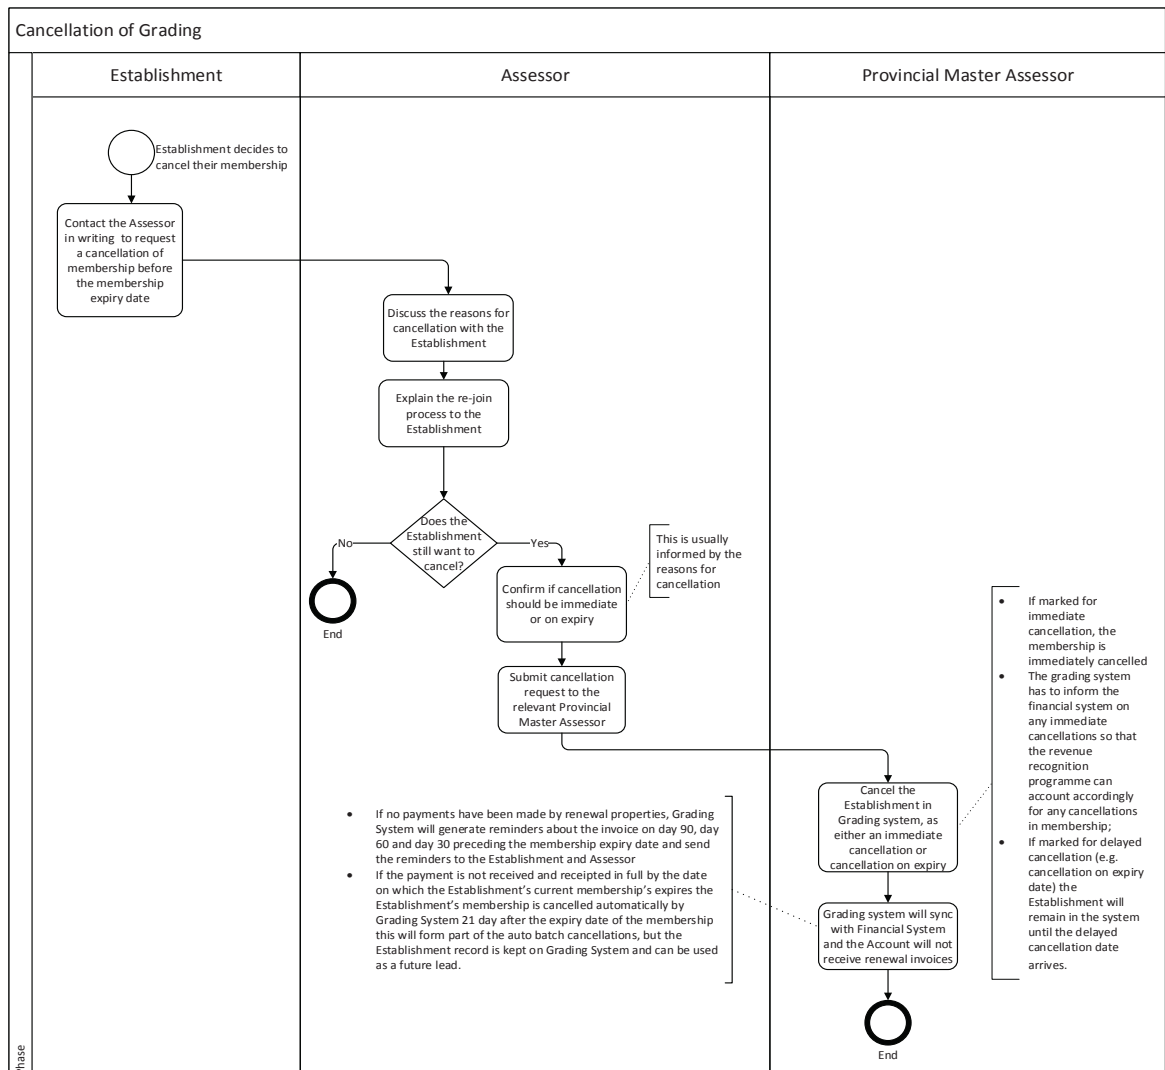 Cancellation of Grading
Establishment
Assessor
Provincial Master Assessor
Establishment decides to
cancel their membership
Contact the Assessor
in writing to request
a cancellation of
membership before
the membership
expiry date
Discuss the reasons for
cancellation with the
Establishment
Explain the re-join
process to the
Establishment
Does the
Establishment
still want to
cancel?
No
Yes
End
This is usually
informed by the
reasons for
cancellation
Confirm if cancellation
should be immediate
or on expiry
Submit cancellation
request to the
relevant Provincial
Master Assessor
• If marked for
immediate
cancellation, the
membership is
immediately cancelled
• The grading system
has to inform the
financial system on
any immediate
cancellations so that
the revenue
recognition
programme can
account accordingly
for any cancellations
in membership;
• If marked for delayed
cancellation (e.g.
cancellation on expiry
date) the
Establishment will
remain in the system
until the delayed
cancellation date
arrives.
Cancel the
Establishment in
Grading system, as
either an immediate
cancellation or
cancellation on expiry
• If no payments have been made by renewal properties, Grading
System will generate reminders about the invoice on day 90, day
60 and day 30 preceding the membership expiry date and send
the reminders to the Establishment and Assessor
• If the payment is not received and receipted in full by the date
on which the Establishment's current membership's expires the
Establishment's membership is cancelled automatically by
Grading System 21 day after the expiry date of the membership
this will form part of the auto batch cancellations, but the
Establishment record is kept on Grading System and can be used
as a future lead.
Grading system will sync
with Financial System
and the Account will not
receive renewal invoices
End
Phase